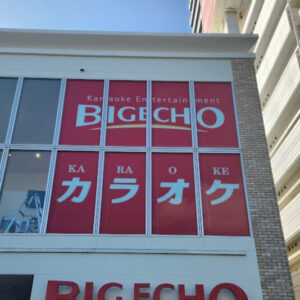 Karaoke Entertainment
BIGECHO
KA RA O KE
カラオケ
BIG ECHO